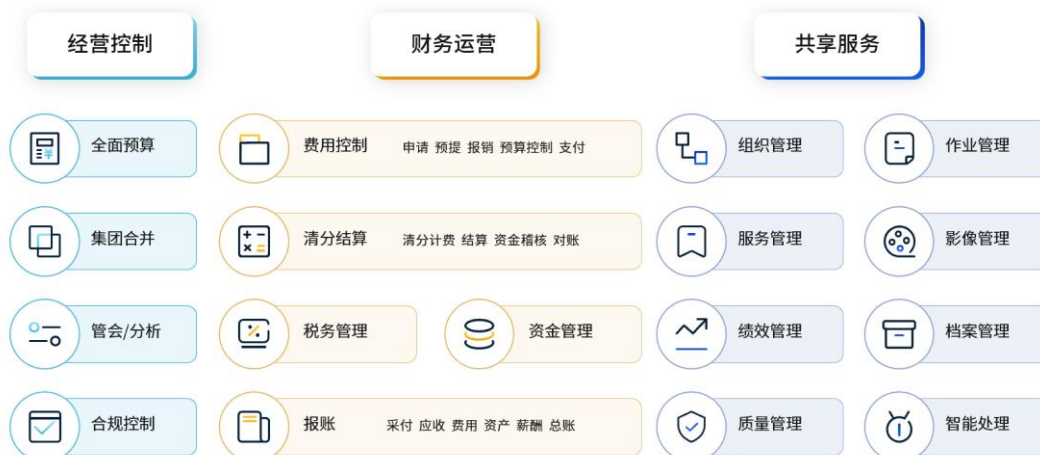 经营控制 财务运营 共享服务
全面预算 费用控制 申请 预提 报销 预算控制 支付 组织管理 作业管理
集团合并 清分结算 清分计费 结算 资金稽核 对账 服务管理 影像管理
管会/分析 税务管理 资金管理 绩效管理 档案管理
合规控制 报账 采付 应收 费用 资产 薪酬 总账 质量管理 智能处理